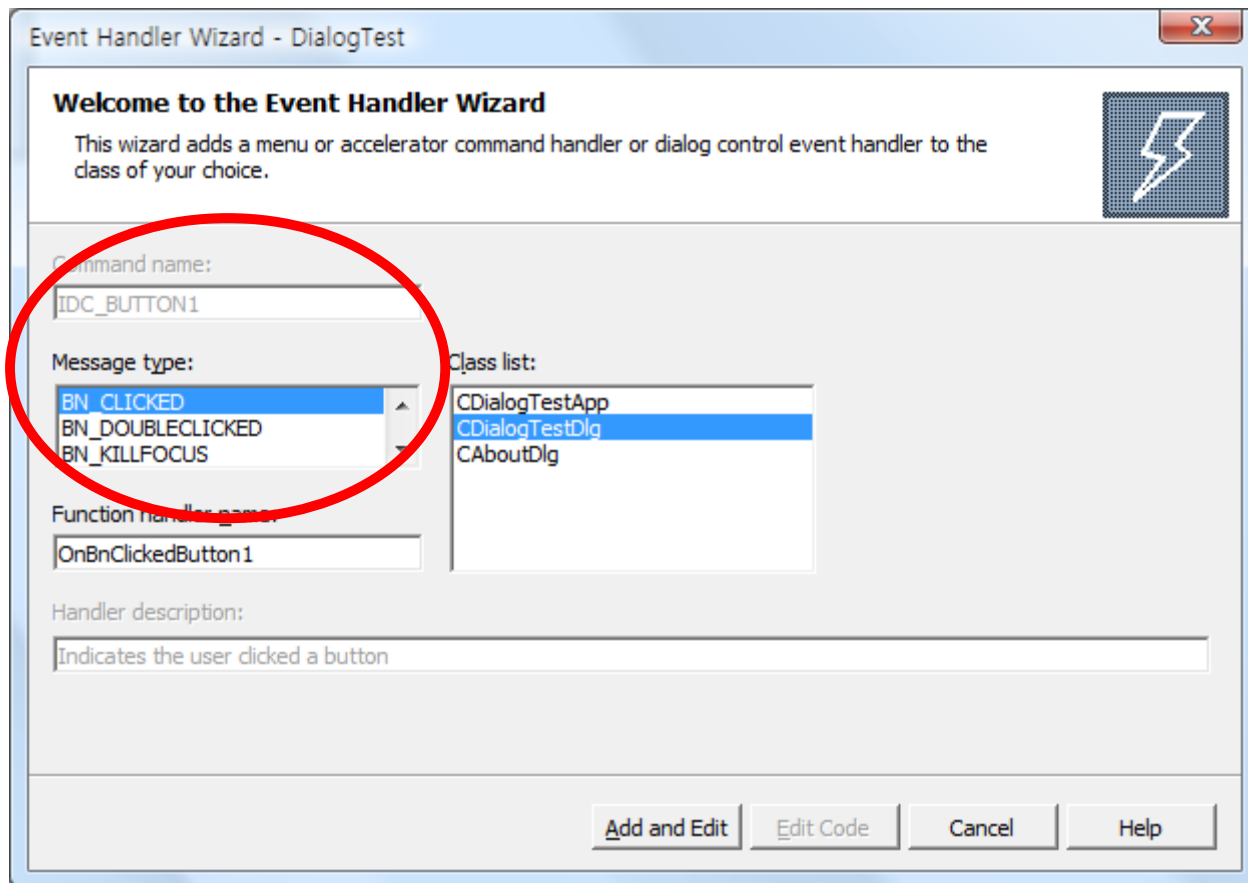 Event Handler Wizard - DialogTest
Welcome to the Event Handler Wizard
This wizard adds a menu or accelerator command handler or dialog control event handler to the
class of your choice.
Command name:
IDC_BUTTON1
Message type:
BN_CLICKED
BN_DOUBLECLICKED
BN_KILLFOCUS
Class list:
CDialogTestApp
CDialogTestDlg
CAboutDlg
Function handler name:
OnBnClickedButton1
Handler description:
Indicates the user clicked a button
Add and Edit
Edit Code
Cancel
Help